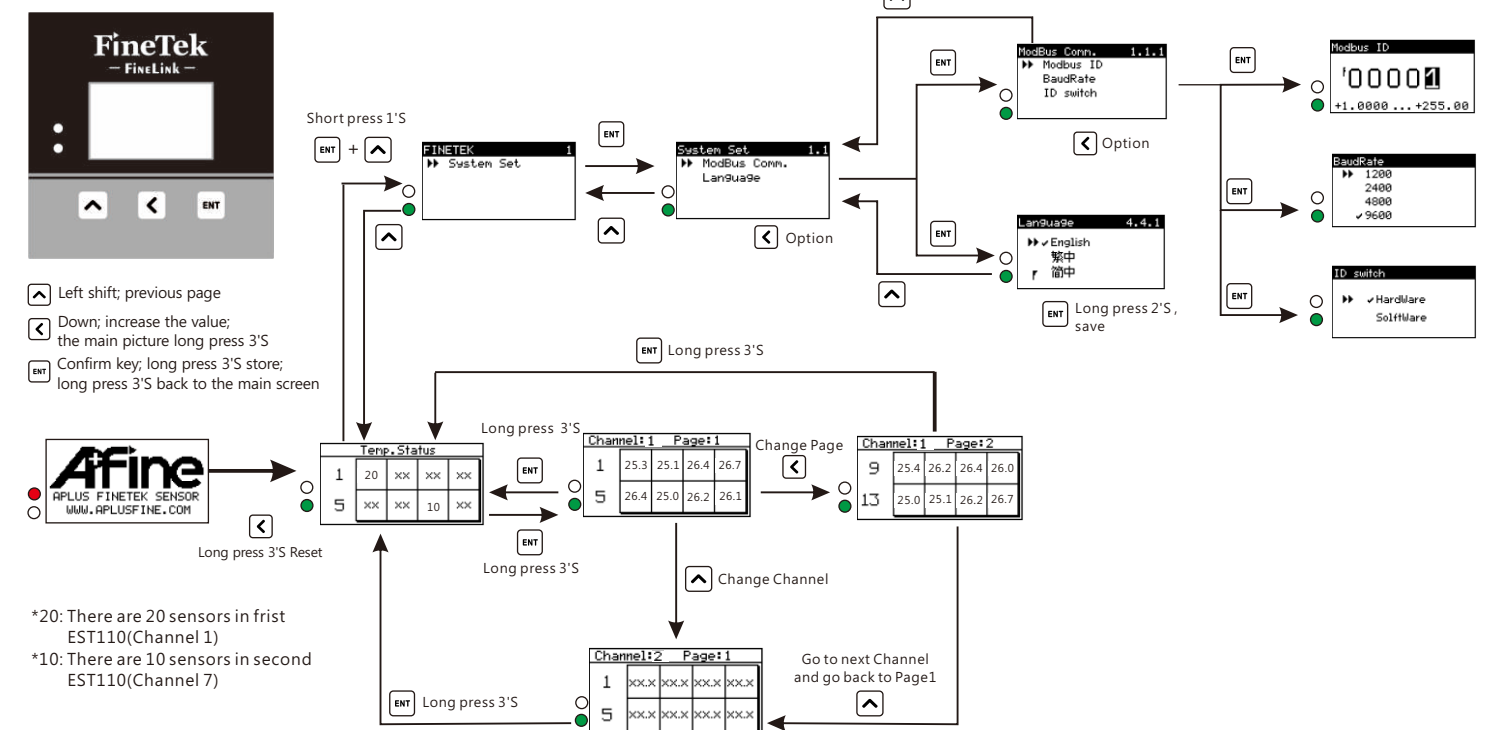 FineTek
— FINELINK —
ENT
Left shift; previous page
Down; increase the value;
the main picture long press 3'S
ENT
Confirm key; long press 3'S store;
long press 3'S back to the main screen
Short press 1'S
ENT +
FINETEK 1
System Set
ENT
System Set 1.1
ModBus Comm.
Language
Option
ENT
ModBus Comm. 1.1.1
Modbus ID
BaudRate
ID switch
Option
ENT
Language 4.4.1
English
繁中
簡中
ENT Long press 2'S ,
save
ENT
Modbus ID
00001
+1.0000 ... +255.00
ENT
BaudRate
1200
2400
4800
9600
ENT
ID switch
HardWare
SolftWare
ENT Long press 3'S
A+fine
APLUS FINETEK SENSOR
WWW.APLUSFINE.COM
Long press 3'S Reset
Temp.Status
1 20 xx xx xx
5 xx xx 10 xx
Long press 3'S
ENT
ENT
Long press 3'S
Channel:1 Page:1
1 25.3 25.1 26.4 26.7
5 26.4 25.0 26.2 26.1
Change Page
Channel:1 Page:2
9 25.4 26.2 26.4 26.0
13 25.0 25.1 26.2 26.7
Change Channel
*20: There are 20 sensors in frist
EST110(Channel 1)
*10: There are 10 sensors in second
EST110(Channel 7)
ENT Long press 3'S
Channel:2 Page:1
1 xx.x xx.x xx.x xx.x
5 xx.x xx.x xx.x xx.x
Go to next Channel
and go back to Page1